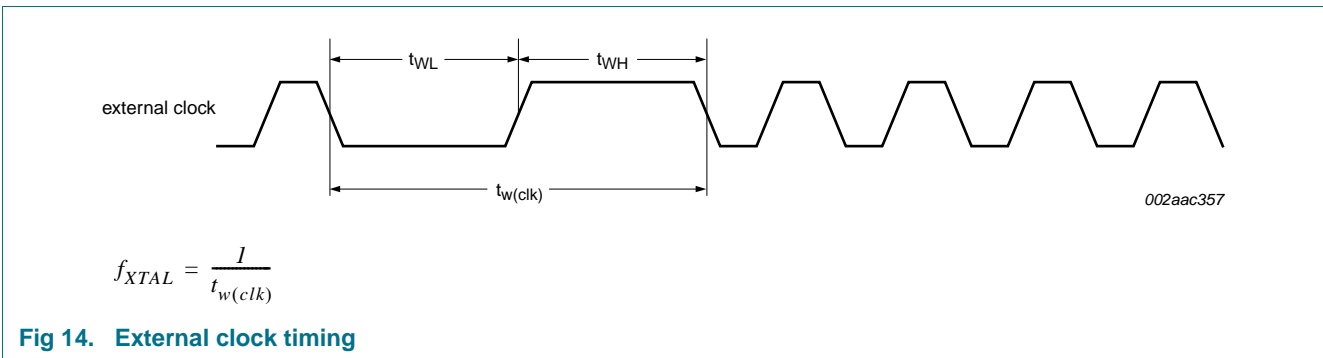 t_WL t_WH
external clock
t_w(clk)
002aac357
f_XTAL = 1 / t_w(clk)
Fig 14. External clock timing